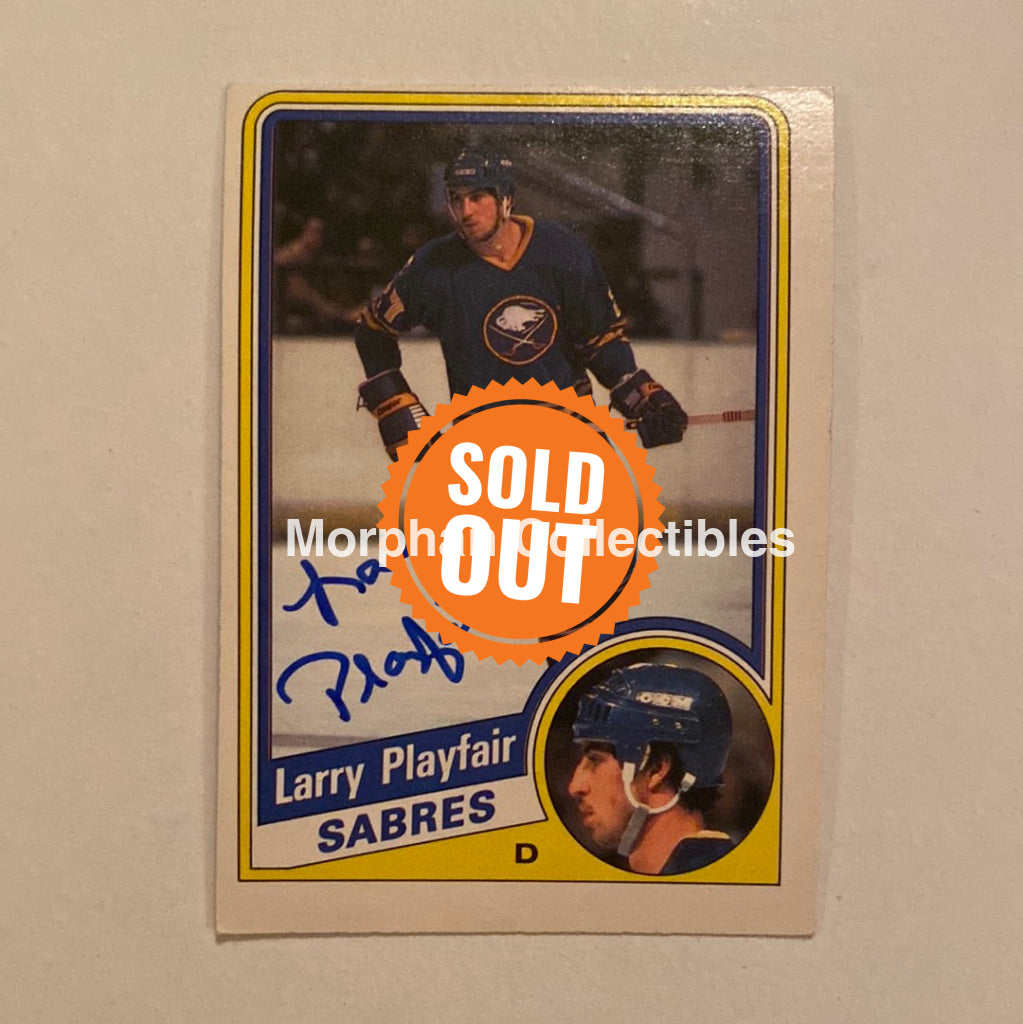 SOLD
OUT
Morphan Collectibles
Larry Playfair
SABRES
D